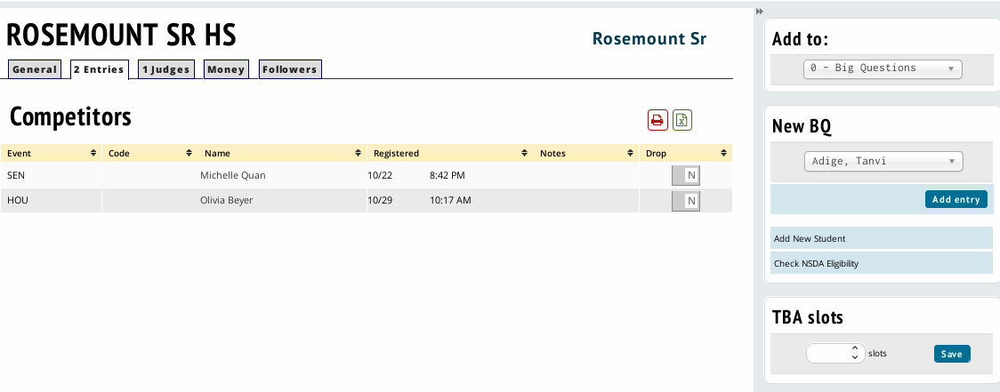 ROSEMOUNT SR HS
Rosemount Sr
General 2 Entries 1 Judges Money Followers
Competitors
Event Code Name Registered Notes Drop
SEN Michelle Quan 10/22 8:42 PM N
HOU Olivia Beyer 10/29 10:17 AM N
Add to:
0 - Big Questions
New BQ
Adige, Tanvi
Add entry
Add New Student
Check NSDA Eligibility
TBA slots
slots Save